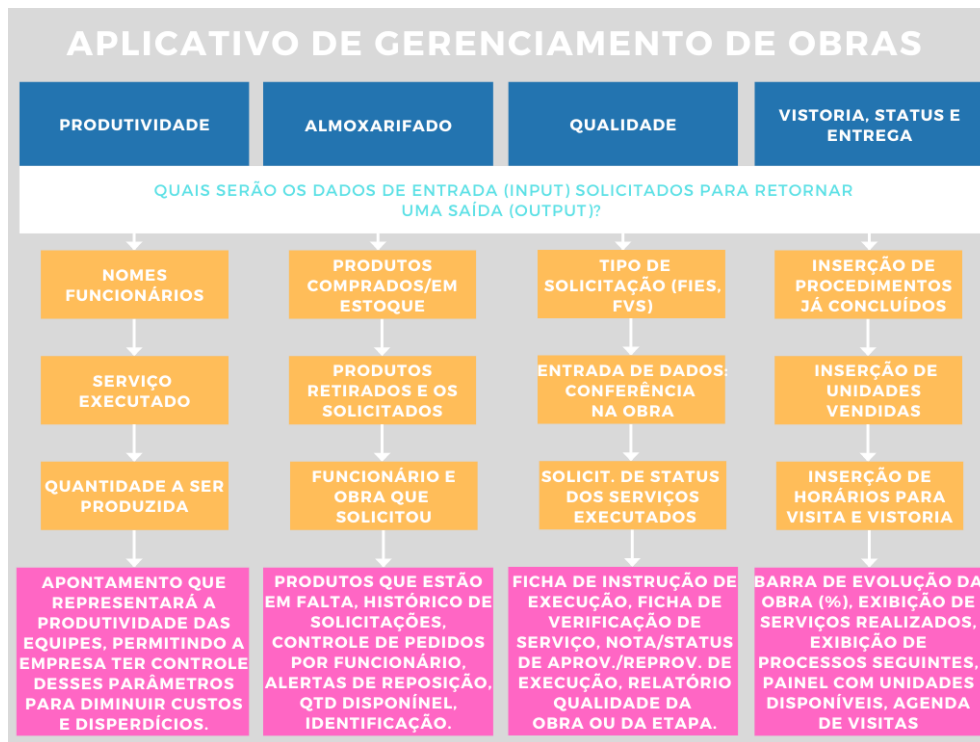 APLICATIVO DE GERENCIAMENTO DE OBRAS
PRODUTIVIDADE
ALMOXARIFADO
QUALIDADE
VISTORIA, STATUS E
ENTREGA
QUAIS SERÃO OS DADOS DE ENTRADA (INPUT) SOLICITADOS PARA RETORNAR
UMA SAÍDA (OUTPUT)?
NOMES
FUNCIONÁRIOS
SERVIÇO
EXECUTADO
QUANTIDADE A SER
PRODUZIDA
APONTAMENTO QUE
REPRESENTARÁ A
PRODUTIVIDADE DAS
EQUIPES, PERMITINDO A
EMPRESA TER CONTROLE
DESSES PARÂMETROS
PARA DIMINUIR CUSTOS
E DISPERDÍCIOS.
PRODUTOS
COMPRADOS/EM
ESTOQUE
PRODUTOS
RETIRADOS E OS
SOLICITADOS
FUNCIONÁRIO E
OBRA QUE
SOLICITOU
PRODUTOS QUE ESTÃO
EM FALTA, HISTÓRICO DE
SOLICITAÇÕES,
CONTROLE DE PEDIDOS
POR FUNCIONÁRIO,
ALERTAS DE REPOSIÇÃO,
QTD DISPONÍNEL,
IDENTIFICAÇÃO.
TIPO DE
SOLICITAÇÃO (FIES,
FVS)
ENTRADA DE DADOS:
CONFERÊNCIA
NA OBRA
SOLICIT. DE STATUS
DOS SERVIÇOS
EXECUTADOS
FICHA DE INSTRUÇÃO DE
EXECUÇÃO, FICHA DE
VERIFICAÇÃO DE
SERVIÇO, NOTA/STATUS
DE APROV./REPROV. DE
EXECUÇÃO, RELATÓRIO
QUALIDADE DA
OBRA OU DA ETAPA.
INSERÇÃO DE
PROCEDIMENTOS
JÁ CONCLUÍDOS
INSERÇÃO DE
UNIDADES
VENDIDAS
INSERÇÃO DE
HORÁRIOS PARA
VISITA E VISTORIA
BARRA DE EVOLUÇÃO DA
OBRA (%), EXIBIÇÃO DE
SERVIÇOS REALIZADOS,
EXIBIÇÃO DE
PROCESSOS SEGUINTES,
PAINEL COM UNIDADES
DISPONÍVEIS, AGENDA
DE VISITAS